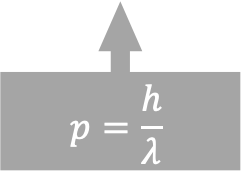 p = h/λ